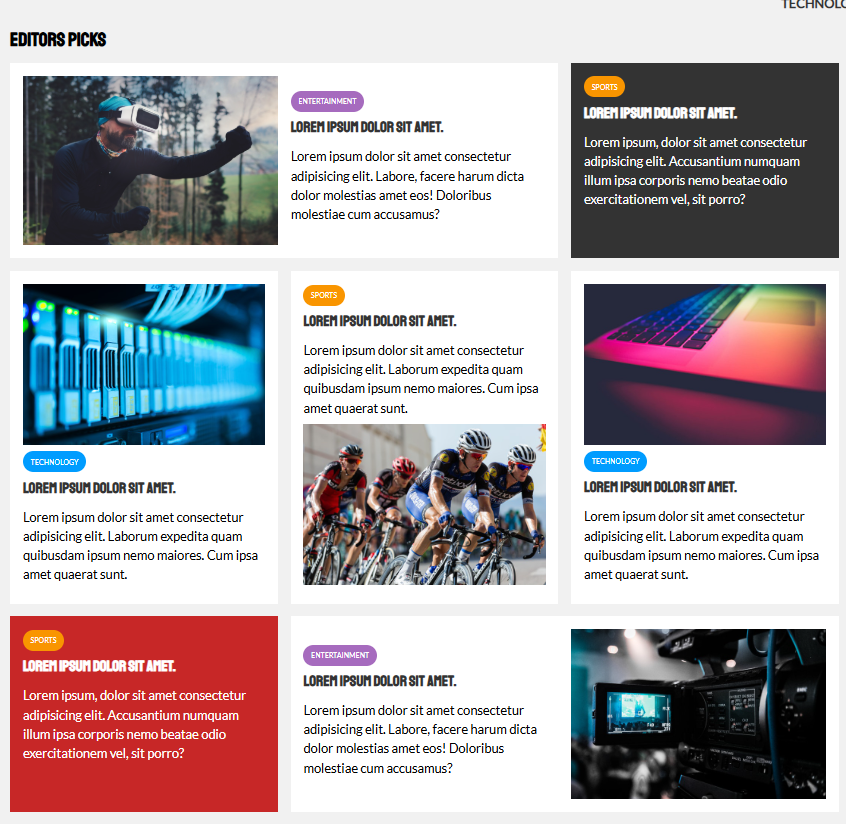 TECHNOLO
EDITORS PICKS
ENTERTAINMENT
LOREM IPSUM DOLOR SIT AMET.
Lorem ipsum dolor sit amet consectetur
adipisicing elit. Labore, facere harum dicta
dolor molestias amet eos! Doloribus
molestiae cum accusamus?
SPORTS
LOREM IPSUM DOLOR SIT AMET.
Lorem ipsum, dolor sit amet consectetur
adipisicing elit. Accusantium numquam
illum ipsa corporis nemo beatae odio
exercitationem vel, sit porro?
TECHNOLOGY
LOREM IPSUM DOLOR SIT AMET.
Lorem ipsum dolor sit amet consectetur
adipisicing elit. Laborum expedita quam
quibusdam ipsum nemo maiores. Cum ipsa
amet quaerat sunt.
SPORTS
LOREM IPSUM DOLOR SIT AMET.
Lorem ipsum dolor sit amet consectetur
adipisicing elit. Laborum expedita quam
quibusdam ipsum nemo maiores. Cum ipsa
amet quaerat sunt.
TECHNOLOGY
LOREM IPSUM DOLOR SIT AMET.
Lorem ipsum dolor sit amet consectetur
adipisicing elit. Laborum expedita quam
quibusdam ipsum nemo maiores. Cum ipsa
amet quaerat sunt.
SPORTS
LOREM IPSUM DOLOR SIT AMET.
Lorem ipsum, dolor sit amet consectetur
adipisicing elit. Accusantium numquam
illum ipsa corporis nemo beatae odio
exercitationem vel, sit porro?
ENTERTAINMENT
LOREM IPSUM DOLOR SIT AMET.
Lorem ipsum dolor sit amet consectetur
adipisicing elit. Labore, facere harum dicta
dolor molestias amet eos! Doloribus
molestiae cum accusamus?